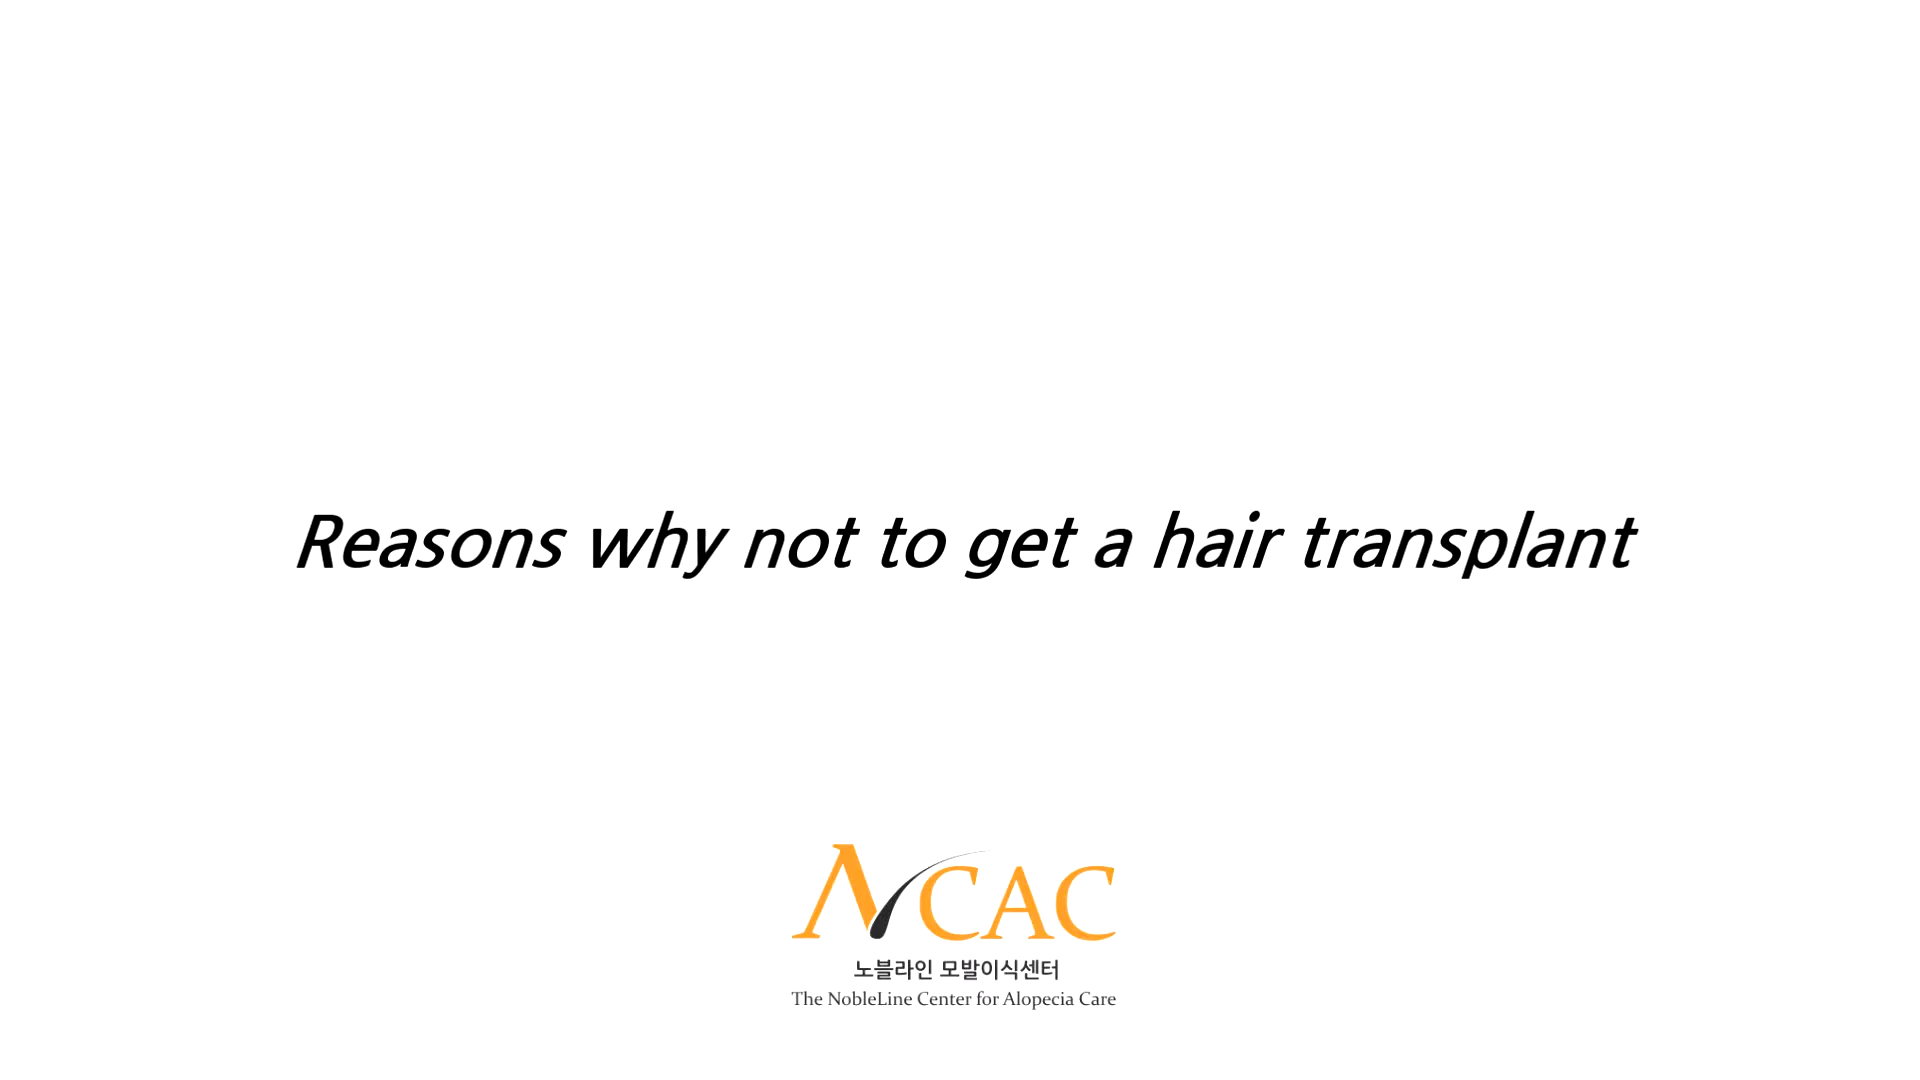 Reasons why not to get a hair transplant
NCAC
노블라인 모발이식센터
The NobleLine Center for Alopecia Care